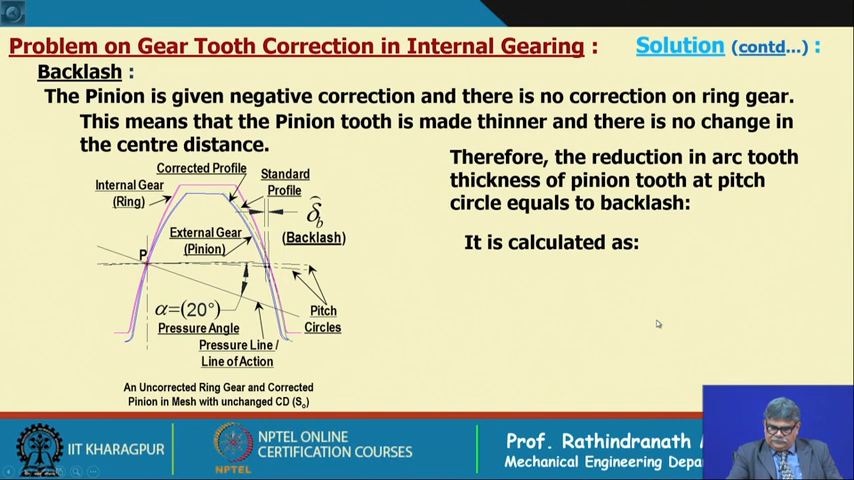 Problem on Gear Tooth Correction in Internal Gearing : Solution (contd...) :
Backlash :
The Pinion is given negative correction and there is no correction on ring gear.
This means that the Pinion tooth is made thinner and there is no change in
the centre distance.
Therefore, the reduction in arc tooth
thickness of pinion tooth at pitch
circle equals to backlash:
It is calculated as:
Corrected Profile
Standard
Profile
Internal Gear
(Ring)
δ̂b
(Backlash)
External Gear
(Pinion)
P
α=(20°)
Pressure Angle
Pitch
Circles
Pressure Line /
Line of Action
An Uncorrected Ring Gear and Corrected
Pinion in Mesh with unchanged CD (So)
IIT KHARAGPUR
NPTEL
NPTEL ONLINE
CERTIFICATION COURSES
Prof. Rathindranath
Mechanical Engineering